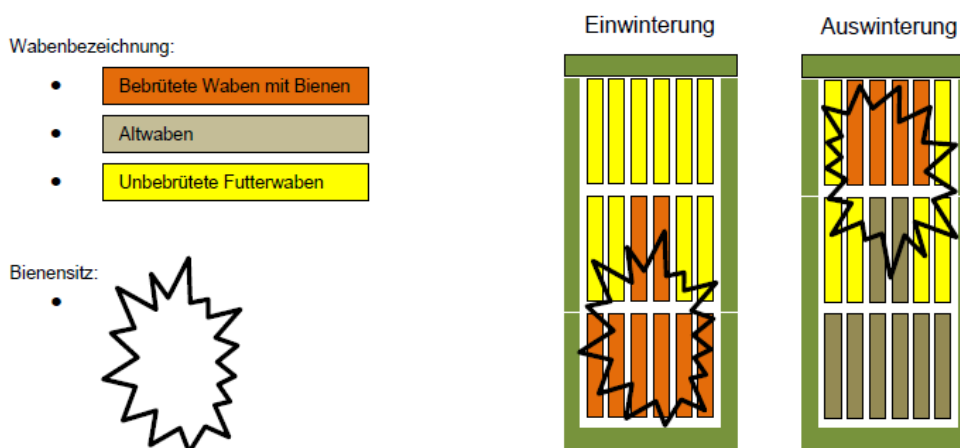 Einwinterung
Auswinterung
Wabenbezeichnung:
Bebrütete Waben mit Bienen
Altwaben
Unbebrütete Futterwaben
Bienensitz: